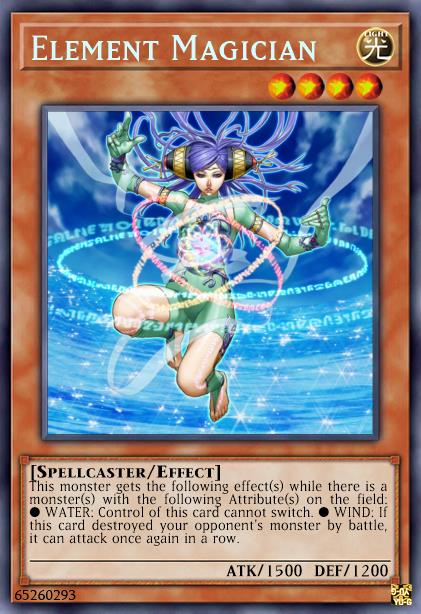 ELEMENT MAGICIAN
LIGHT
光
[SPELLCASTER/EFFECT]
This monster gets the following effect(s) while there is a
monster(s) with the following Attribute(s) on the field:
● WATER: Control of this card cannot switch. ● WIND: If
this card destroyed your opponent's monster by battle,
it can attack once again in a row.
ATK/1500 DEF/1200
65260293